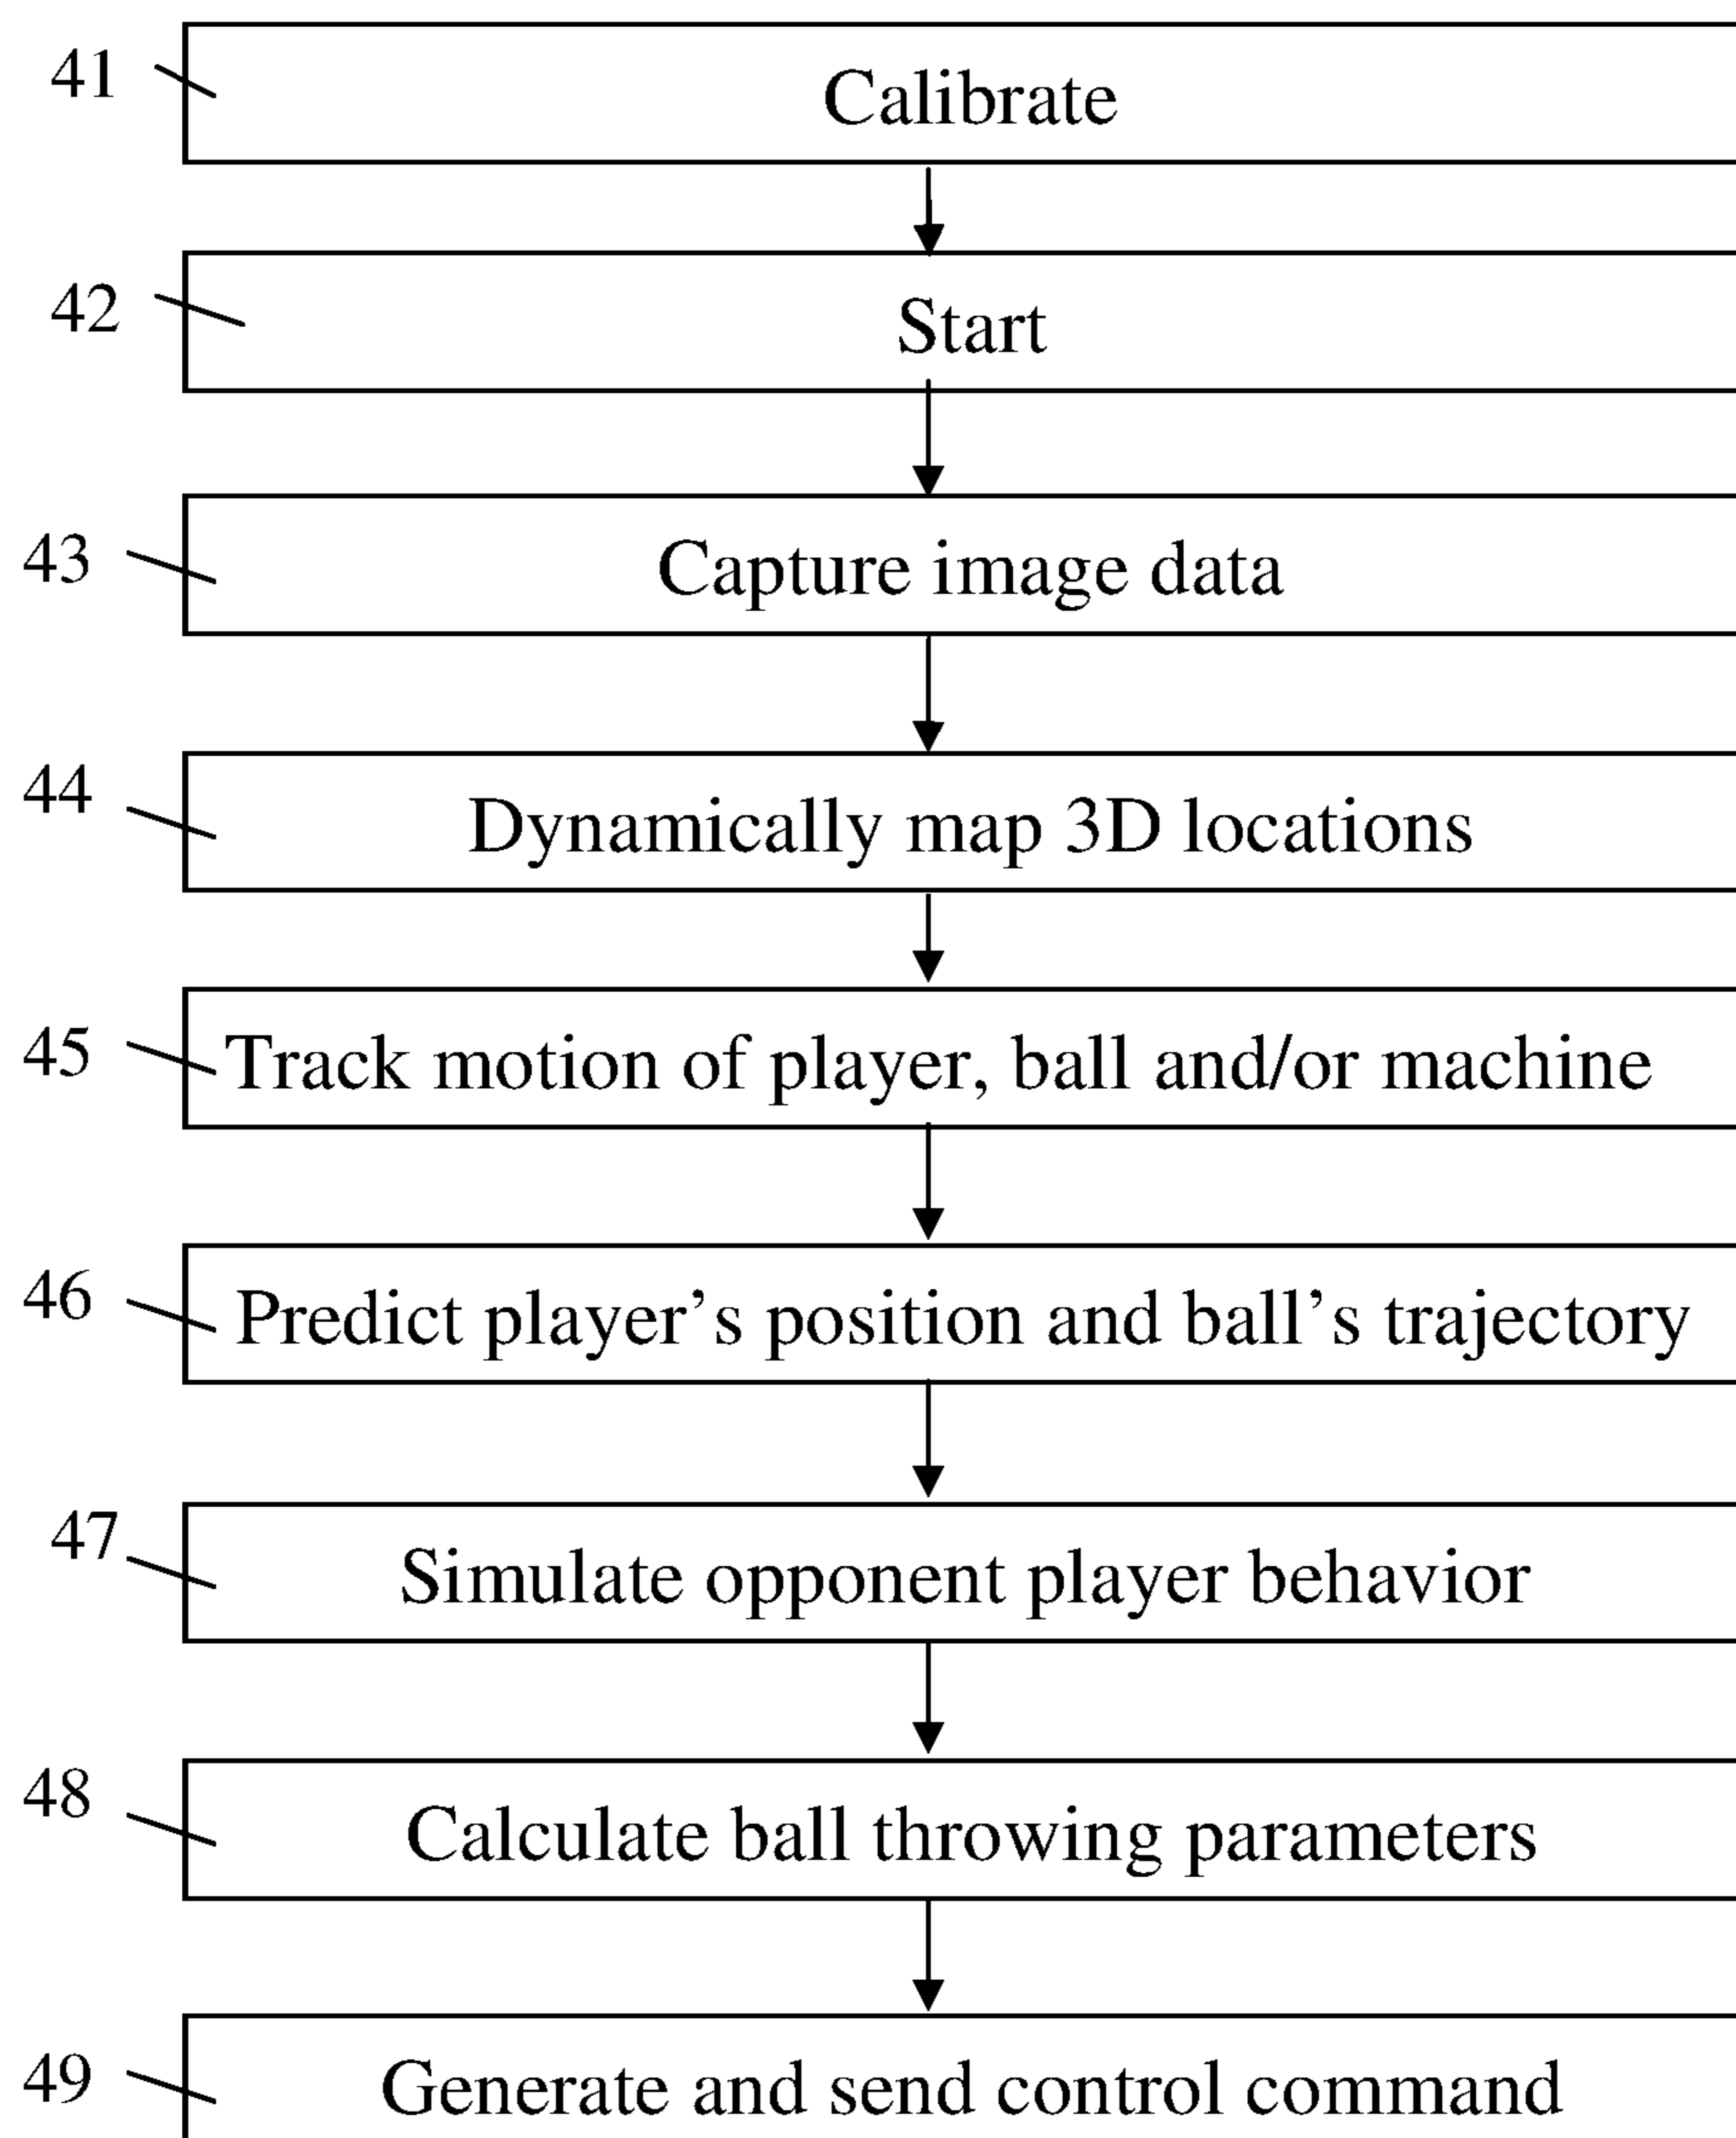 41
Calibrate
42
Start
43
Capture image data
44
Dynamically map 3D locations
45
Track motion of player, ball and/or machine
46
Predict player's position and ball's trajectory
47
Simulate opponent player behavior
48
Calculate ball throwing parameters
49
Generate and send control command